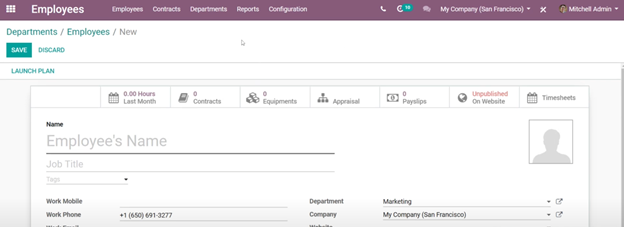 Employees Employees Contracts Departments Reports Configuration 16 My Company (San Francisco) Mitchell Admin
Departments / Employees / New
SAVE DISCARD
LAUNCH PLAN
0.00 Hours Last Month
0 Contracts
0 Equipments
Appraisal
0 Payslips
Unpublished On Website
Timesheets
Name
Employee's Name
Job Title
Tags
Work Mobile
Work Phone +1 (650) 691-3277
Department Marketing
Company My Company (San Francisco)